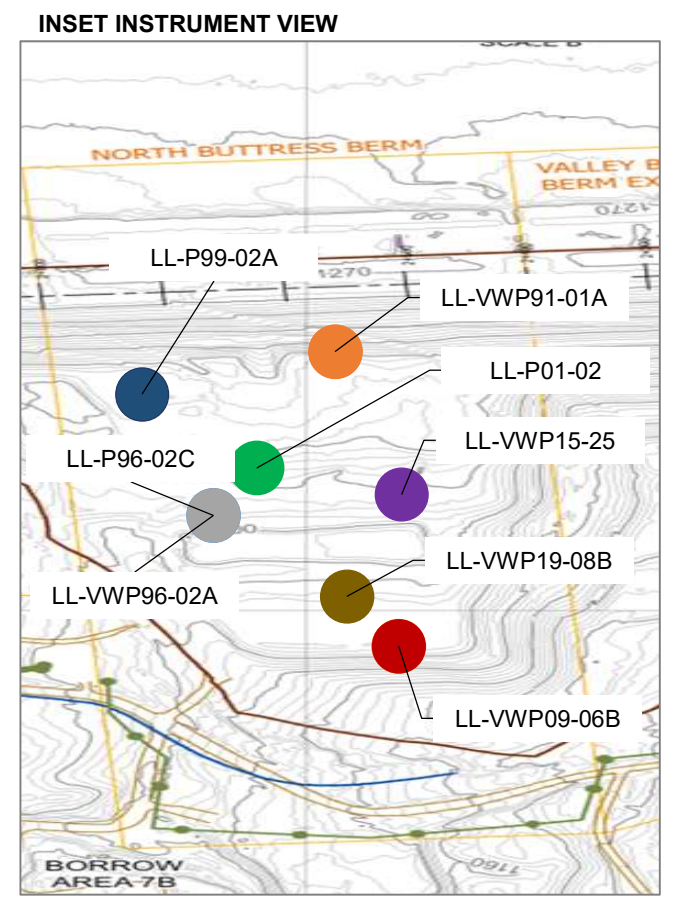 INSET INSTRUMENT VIEW
SCALE B
NORTH BUTTRESS BERM
VALLEY B
BERM EX
1270
LL-P99-02A
1270
LL-VWP91-01A
LL-P01-02
LL-VWP15-25
LL-P96-02C
LL-VWP19-08B
LL-VWP96-02A
LL-VWP09-06B
BORROW
AREA 7B
1160